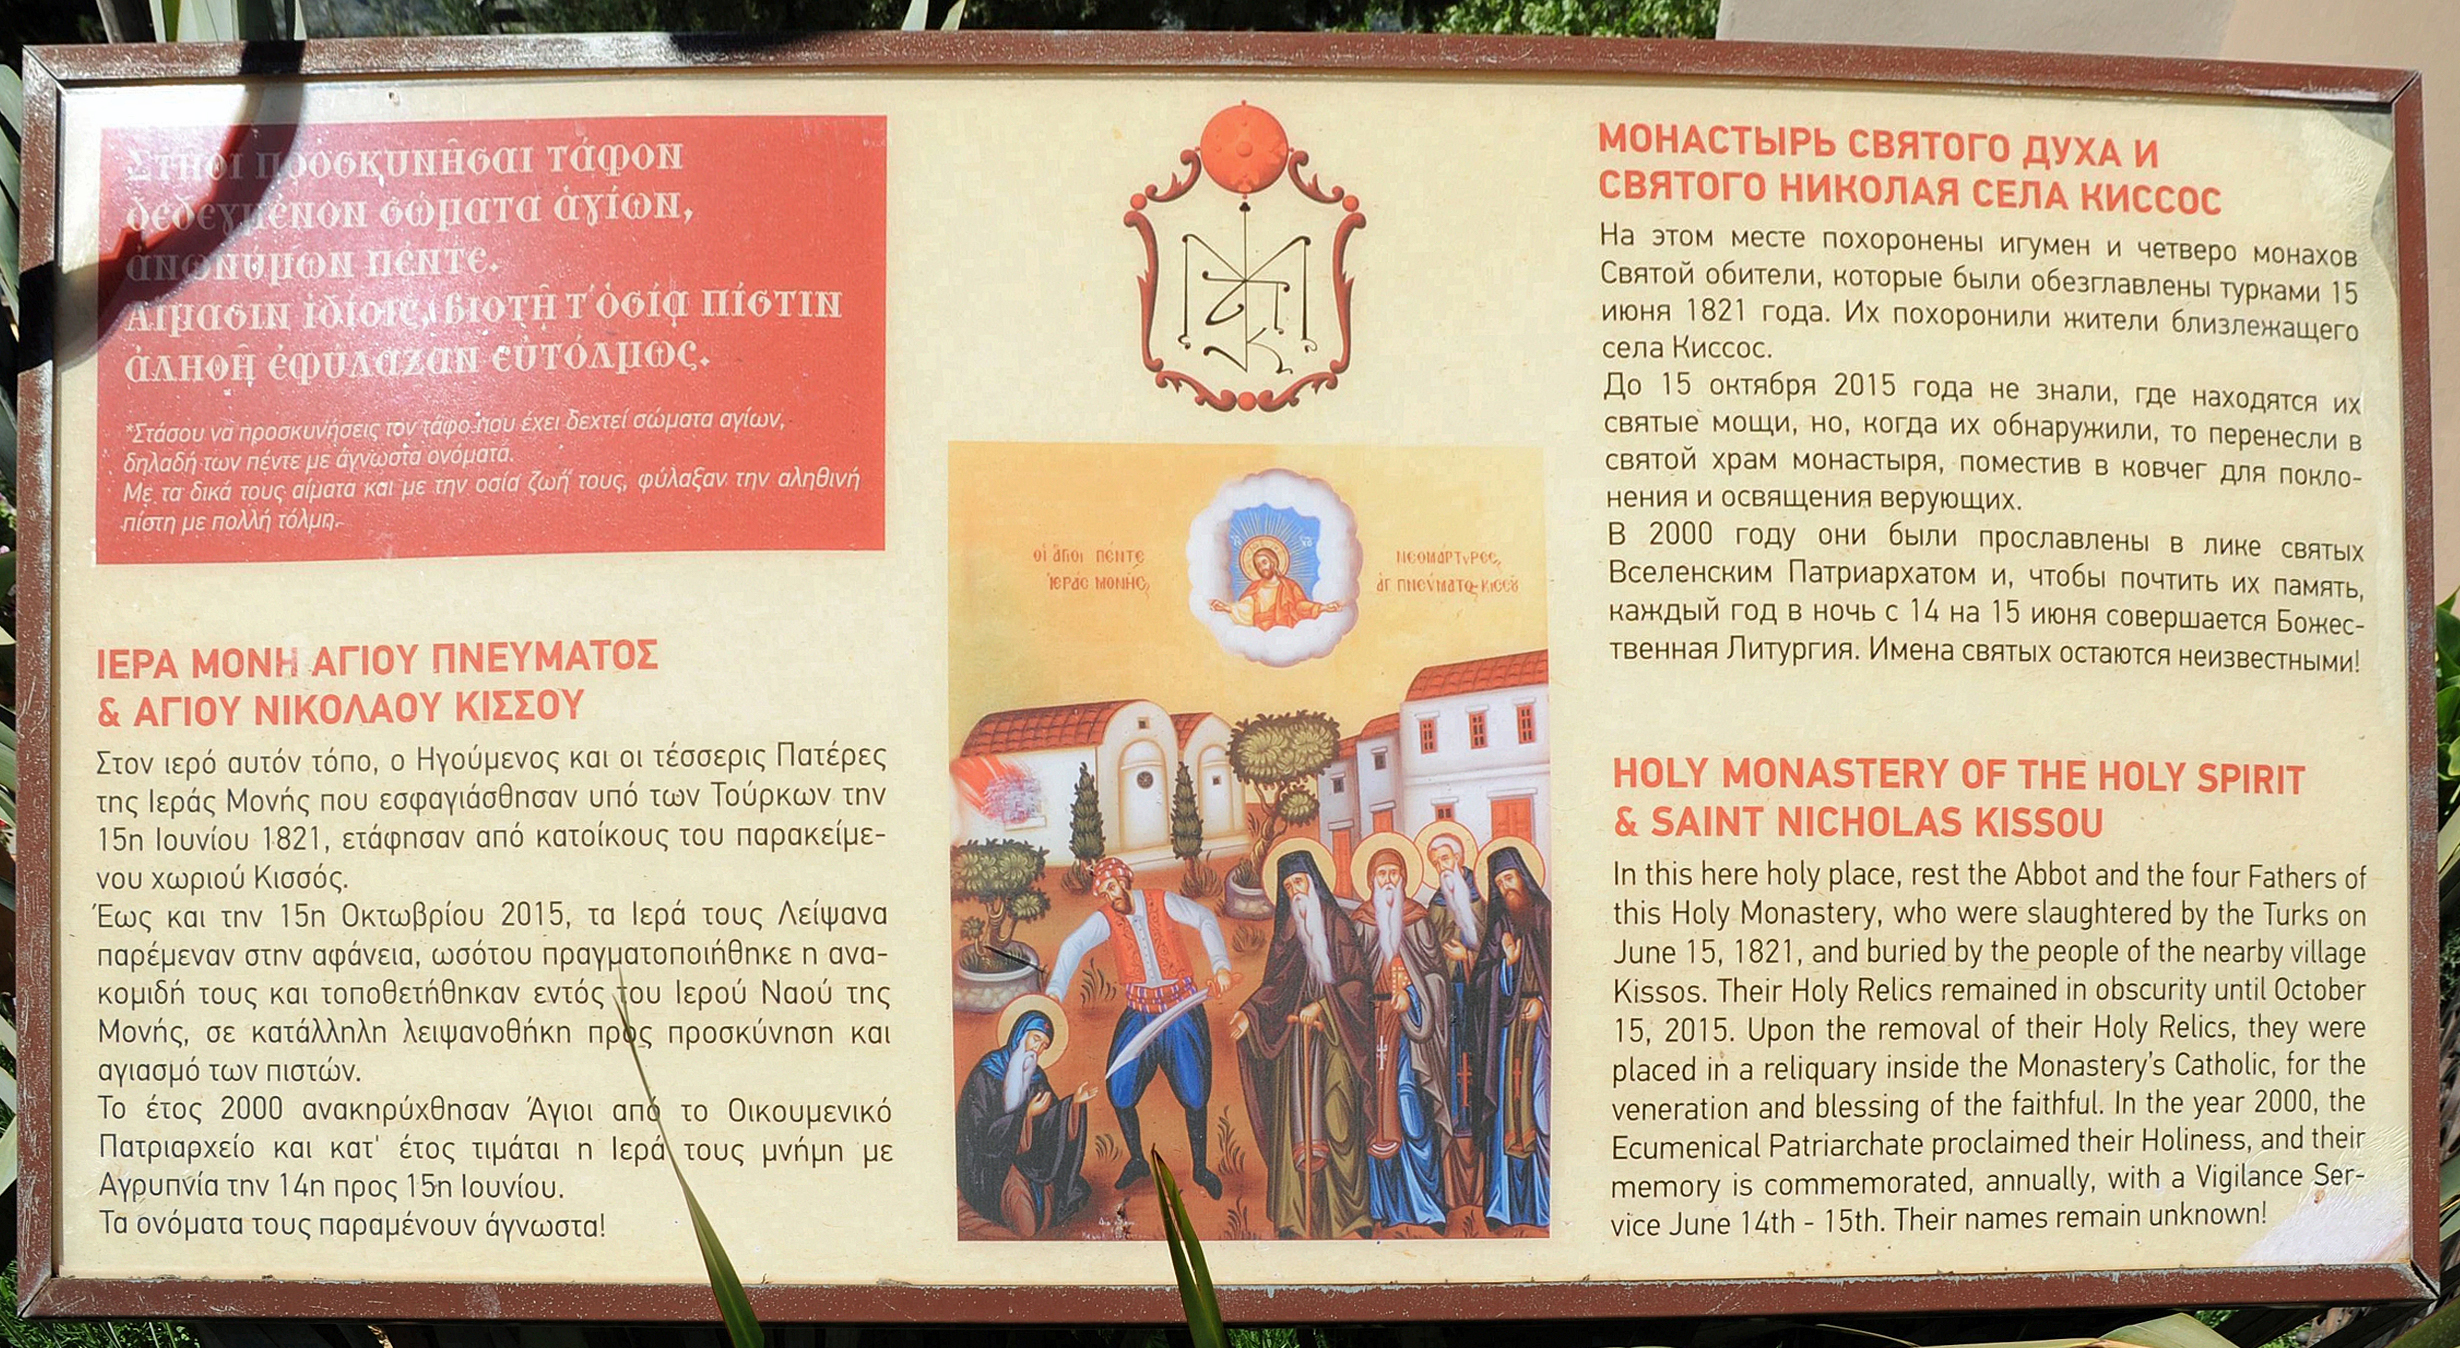 Στῆθι προσκυνῆσαι τάφον
δεδεγμένον σώματα ἁγίων,
ἀνωνύμων πέντε.
Αἵμασιν ἰδίοις, βιοτῇ τ' ὁσίᾳ πίστιν
ἀληθῆ ἐφύλαξαν εὐτόλμως.
*Στάσου να προσκυνήσεις τον τάφο που έχει δεχτεί σώματα αγίων,
δηλαδή των πέντε με άγνωστα ονόματα.
Με τα δικά τους αίματα και με την οσία ζωή τους, φύλαξαν την αληθινή
πίστη με πολλή τόλμη.
ΙΕΡΑ ΜΟΝΗ ΑΓΙΟΥ ΠΝΕΥΜΑΤΟΣ
& ΑΓΙΟΥ ΝΙΚΟΛΑΟΥ ΚΙΣΣΟΥ
Στον ιερό αυτόν τόπο, ο Ηγούμενος και οι τέσσερις Πατέρες
της Ιεράς Μονής που εσφαγιάσθησαν υπό των Τούρκων την
15η Ιουνίου 1821, ετάφησαν από κατοίκους του παρακείμε-
νου χωριού Κισσός.
Έως και την 15η Οκτωβρίου 2015, τα Ιερά τους Λείψανα
παρέμεναν στην αφάνεια, ωσότου πραγματοποιήθηκε η ανα-
κομιδή τους και τοποθετήθηκαν εντός του Ιερού Ναού της
Μονής, σε κατάλληλη λειψανοθήκη προς προσκύνηση και
αγιασμό των πιστών.
Το έτος 2000 ανακηρύχθησαν Άγιοι από το Οικουμενικό
Πατριαρχείο και κατ' έτος τιμάται η Ιερά τους μνήμη με
Αγρυπνία την 14η προς 15η Ιουνίου.
Τα ονόματα τους παραμένουν άγνωστα!
οἱ ἅγιοι πέντε
ἱερᾶς μονῆς
νεομάρτυρες
ἁγ πνεύματος κισσοῦ
МОНАСТЫРЬ СВЯТОГО ДУХА И
СВЯТОГО НИКОЛАЯ СЕЛА КИССОС
На этом месте похоронены игумен и четверо монахов
Святой обители, которые были обезглавлены турками 15
июня 1821 года. Их похоронили жители близлежащего
села Киссос.
До 15 октября 2015 года не знали, где находятся их
святые мощи, но, когда их обнаружили, то перенесли в
святой храм монастыря, поместив в ковчег для покло-
нения и освящения верующих.
В 2000 году они были прославлены в лике святых
Вселенским Патриархатом и, чтобы почтить их память,
каждый год в ночь с 14 на 15 июня совершается Божес-
твенная Литургия. Имена святых остаются неизвестными!
HOLY MONASTERY OF THE HOLY SPIRIT
& SAINT NICHOLAS KISSOU
In this here holy place, rest the Abbot and the four Fathers of
this Holy Monastery, who were slaughtered by the Turks on
June 15, 1821, and buried by the people of the nearby village
Kissos. Their Holy Relics remained in obscurity until October
15, 2015. Upon the removal of their Holy Relics, they were
placed in a reliquary inside the Monastery's Catholic, for the
veneration and blessing of the faithful. In the year 2000, the
Ecumenical Patriarchate proclaimed their Holiness, and their
memory is commemorated, annually, with a Vigilance Ser-
vice June 14th - 15th. Their names remain unknown!